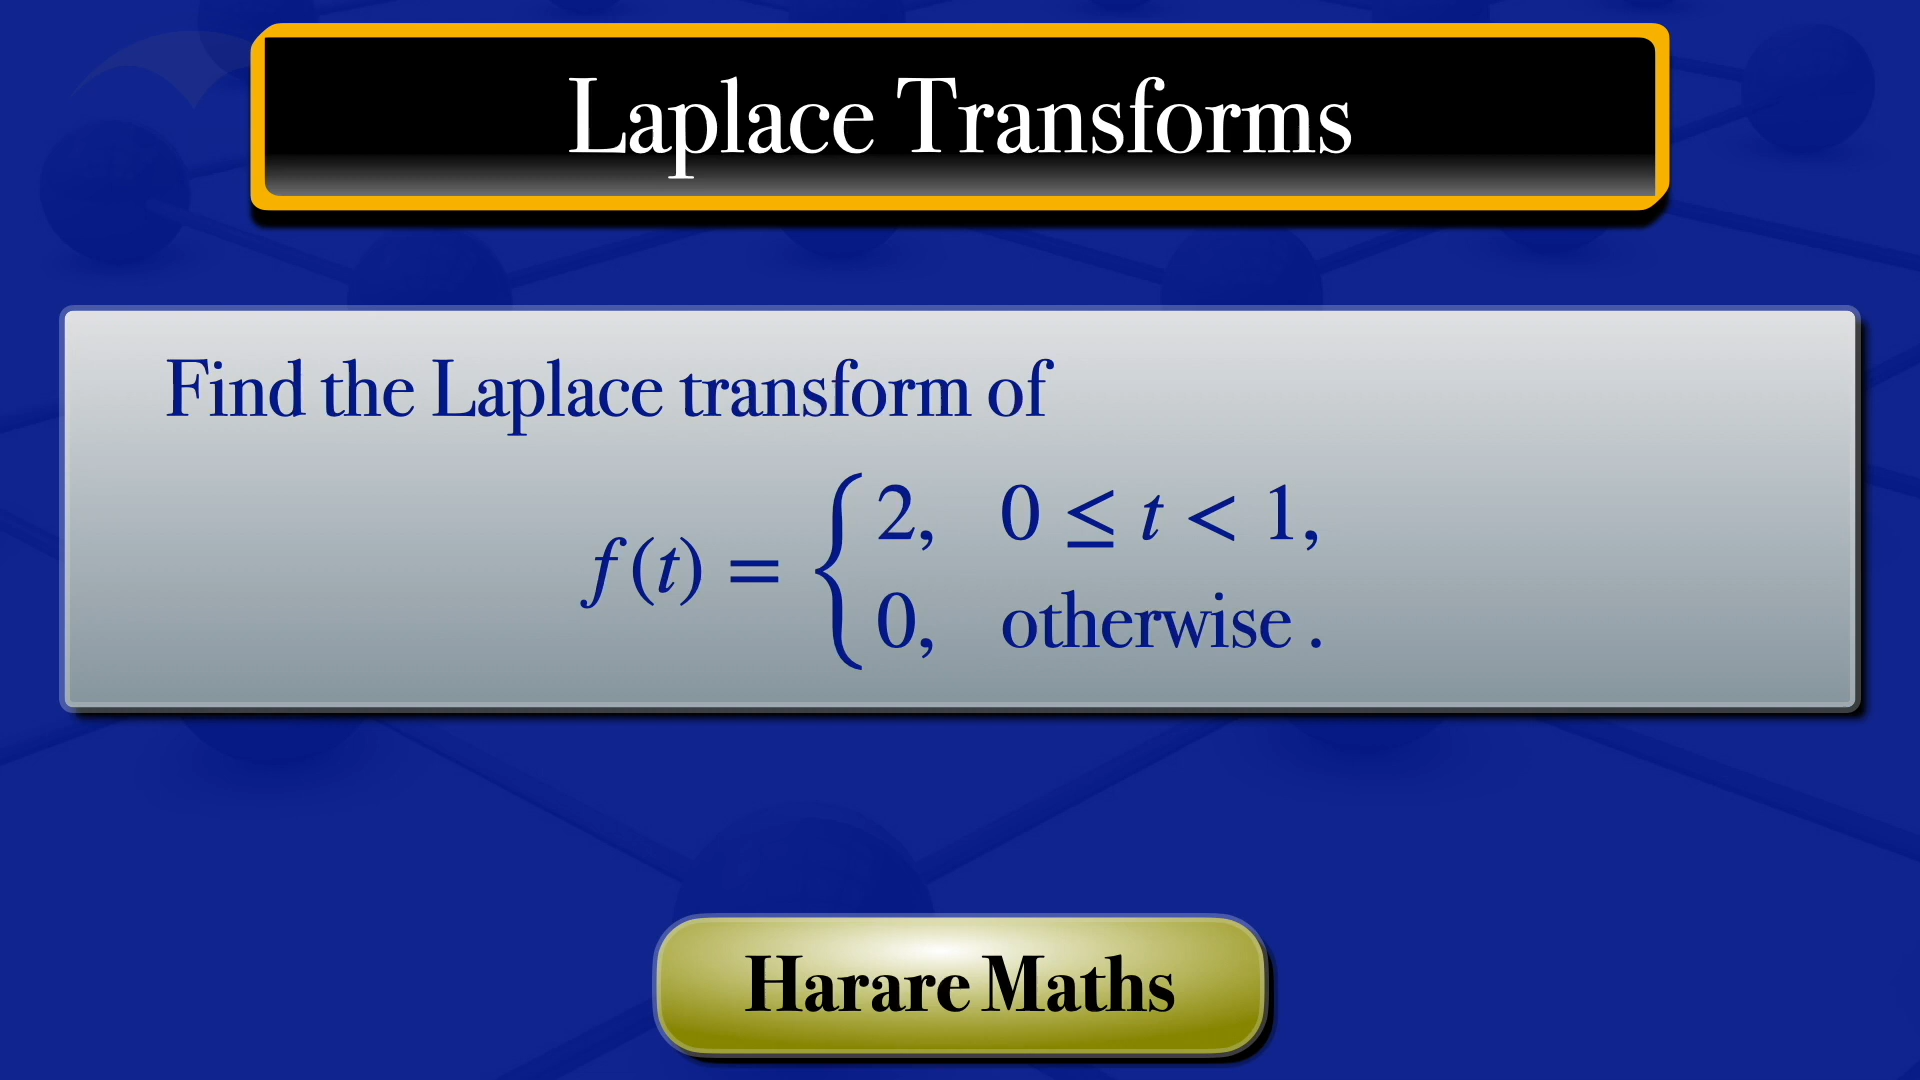 Laplace Transforms
Find the Laplace transform of
f(t) = { 2, 0 ≤ t < 1,
0, otherwise .
Harare Maths